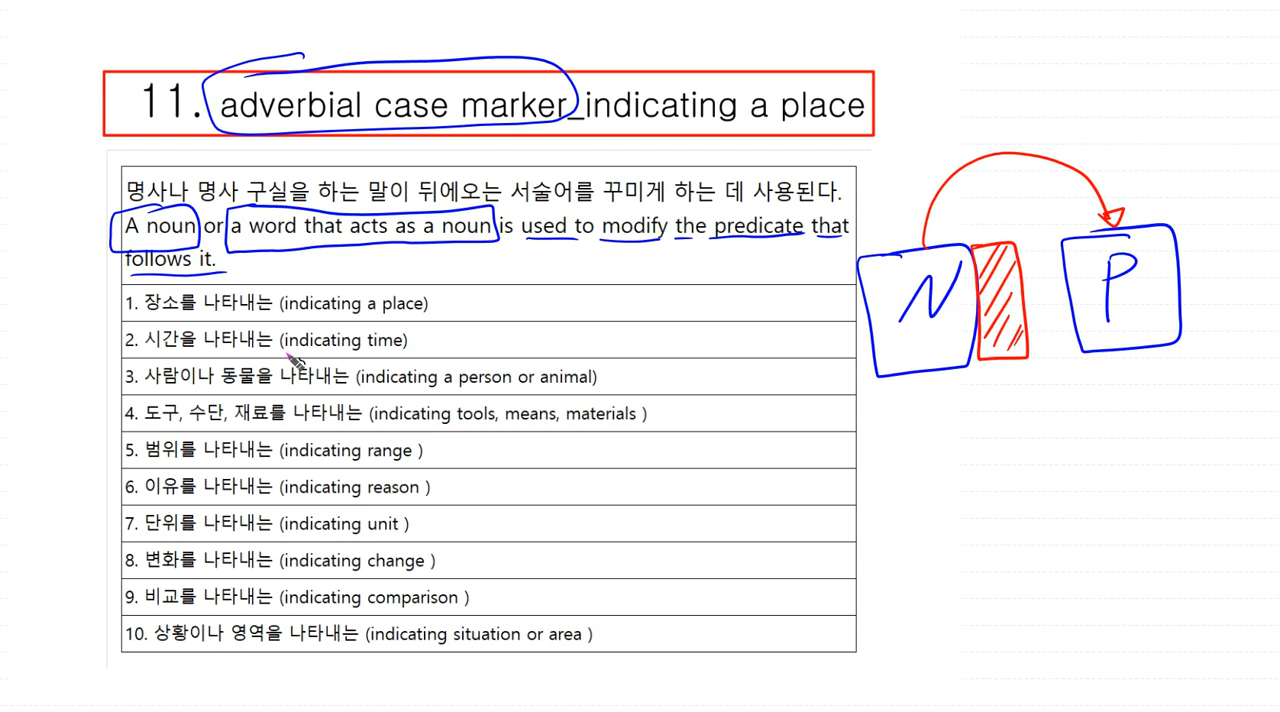 11. adverbial case marker_indicating a place
명사나 명사 구실을 하는 말이 뒤에오는 서술어를 꾸미게 하는 데 사용된다.
A noun or a word that acts as a noun is used to modify the predicate that
follows it.
1. 장소를 나타내는 (indicating a place)
2. 시간을 나타내는 (indicating time)
3. 사람이나 동물을 나타내는 (indicating a person or animal)
4. 도구, 수단, 재료를 나타내는 (indicating tools, means, materials )
5. 범위를 나타내는 (indicating range )
6. 이유를 나타내는 (indicating reason )
7. 단위를 나타내는 (indicating unit )
8. 변화를 나타내는 (indicating change )
9. 비교를 나타내는 (indicating comparison )
10. 상황이나 영역을 나타내는 (indicating situation or area )
N
P